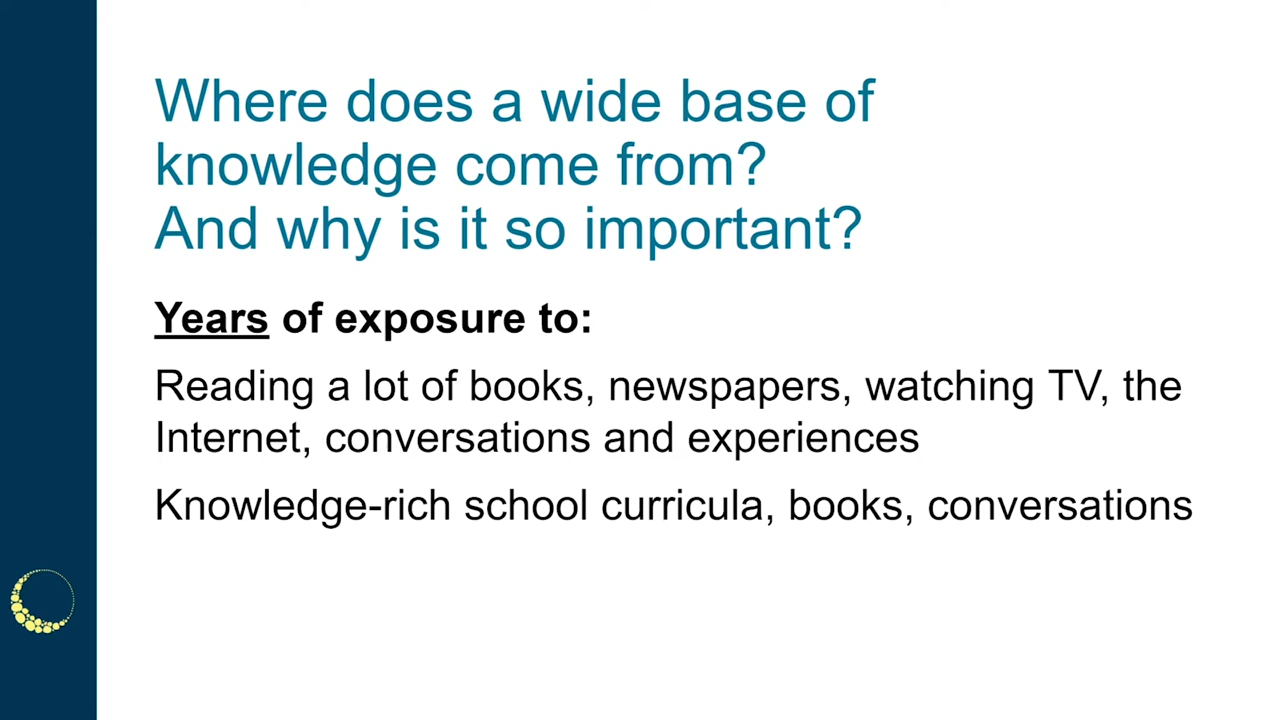 Where does a wide base of
knowledge come from?
And why is it so important?
Years of exposure to:
Reading a lot of books, newspapers, watching TV, the
Internet, conversations and experiences
Knowledge-rich school curricula, books, conversations